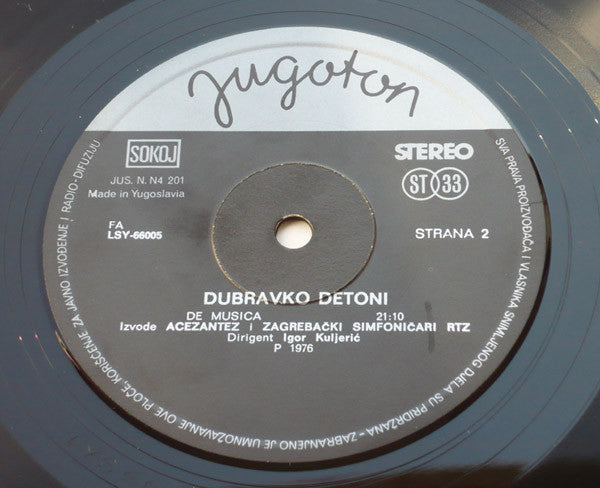 Jugoton
SOKOJ
STEREO
JUS. N. N4 201
Made in Yugoslavia
ST 33
FA
LSY-66005
STRANA 2
DUBRAVKO DETONI
DE MUSICA 21:10
Izvode ACEZANTEZ i ZAGREBAČKI SIMFONIČARI RTZ
Dirigent Igor Kuljerić
P 1976
SVA PRAVA PROIZVOĐAČA I VLASNIKA SNIMLJENOG DJELA SU PRIDRŽANA - ZABRANJENO JE UMNOŽAVANJE OVE PLOČE, KORIŠĆENJE ZA JAVNO IZVOĐENJE I RADIO-DIFUZIJU